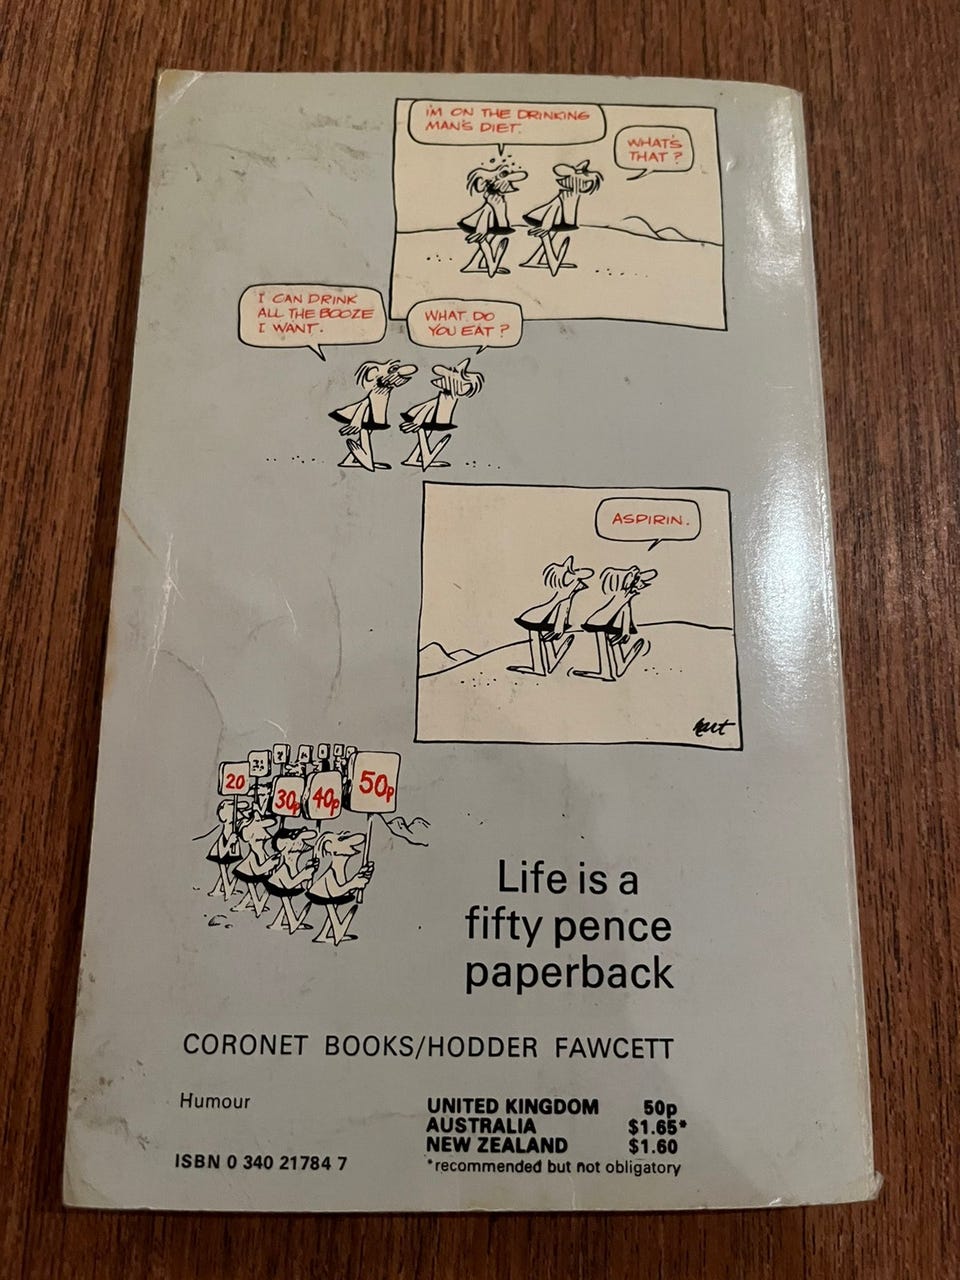 I'M ON THE DRINKING
MAN'S DIET.
WHAT'S
THAT ?
I CAN DRINK
ALL THE BOOZE
I WANT.
WHAT DO
YOU EAT ?
ASPIRIN.
hart
20
30p
40p
50p
Life is a
fifty pence
paperback
CORONET BOOKS/HODDER FAWCETT
Humour
UNITED KINGDOM 50p
AUSTRALIA $1.65*
NEW ZEALAND $1.60
*recommended but not obligatory
ISBN 0 340 21784 7